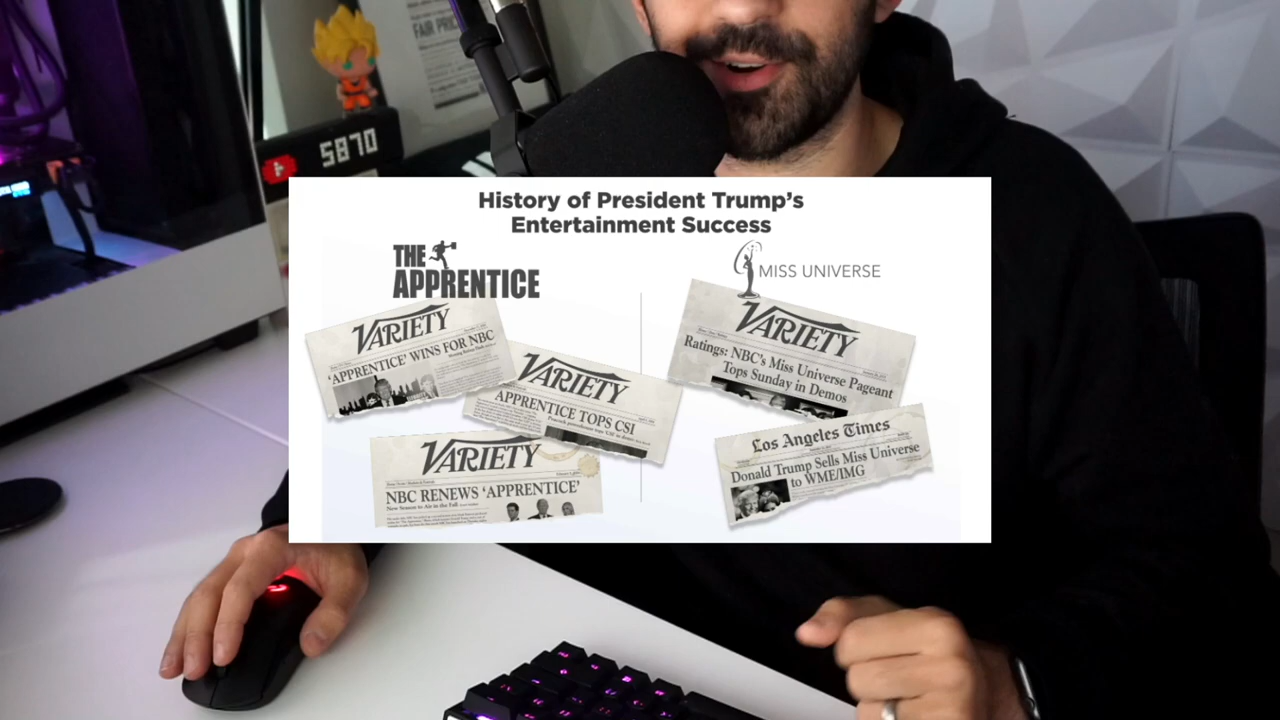 FAIR PRIC
5870
History of President Trump's
Entertainment Success
THE
APPRENTICE
MISS UNIVERSE
VARIETY
'APPRENTICE' WINS FOR NBC
VARIETY
APPRENTICE TOPS CSI
VARIETY
NBC RENEWS 'APPRENTICE'
New Season to Air in the Fall
VARIETY
Ratings: NBC's Miss Universe Pageant
Tops Sunday in Demos
Los Angeles Times
Donald Trump Sells Miss Universe
to WME/IMG